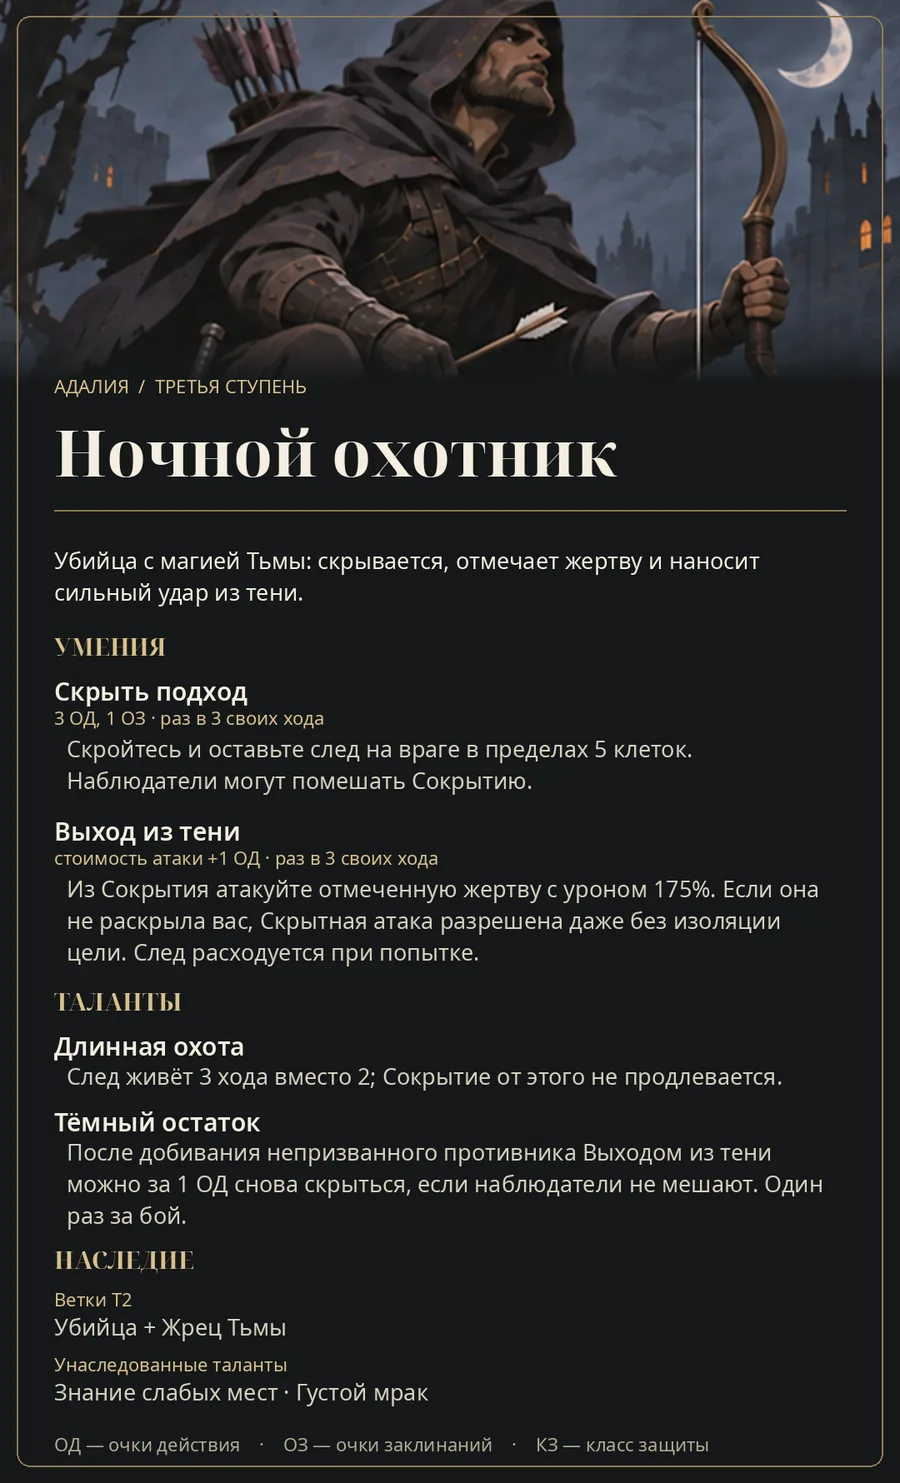 АДАЛИЯ / ТРЕТЬЯ СТУПЕНЬ
Ночной охотник
Убийца с магией Тьмы: скрывается, отмечает жертву и наносит
сильный удар из тени.
УМЕНИЯ
Скрыть подход
3 ОД, 1 ОЗ · раз в 3 своих хода
Скройтесь и оставьте след на враге в пределах 5 клеток.
Наблюдатели могут помешать Сокрытию.
Выход из тени
стоимость атаки +1 ОД · раз в 3 своих хода
Из Сокрытия атакуйте отмеченную жертву с уроном 175%. Если она
не раскрыла вас, Скрытная атака разрешена даже без изоляции
цели. След расходуется при попытке.
ТАЛАНТЫ
Длинная охота
След живёт 3 хода вместо 2; Сокрытие от этого не продлевается.
Тёмный остаток
После добивания непризванного противника Выходом из тени
можно за 1 ОД снова скрыться, если наблюдатели не мешают. Один
раз за бой.
НАСЛЕДИЕ
Ветки Т2
Убийца + Жрец Тьмы
Унаследованные таланты
Знание слабых мест · Густой мрак
ОД — очки действия · ОЗ — очки заклинаний · КЗ — класс защиты